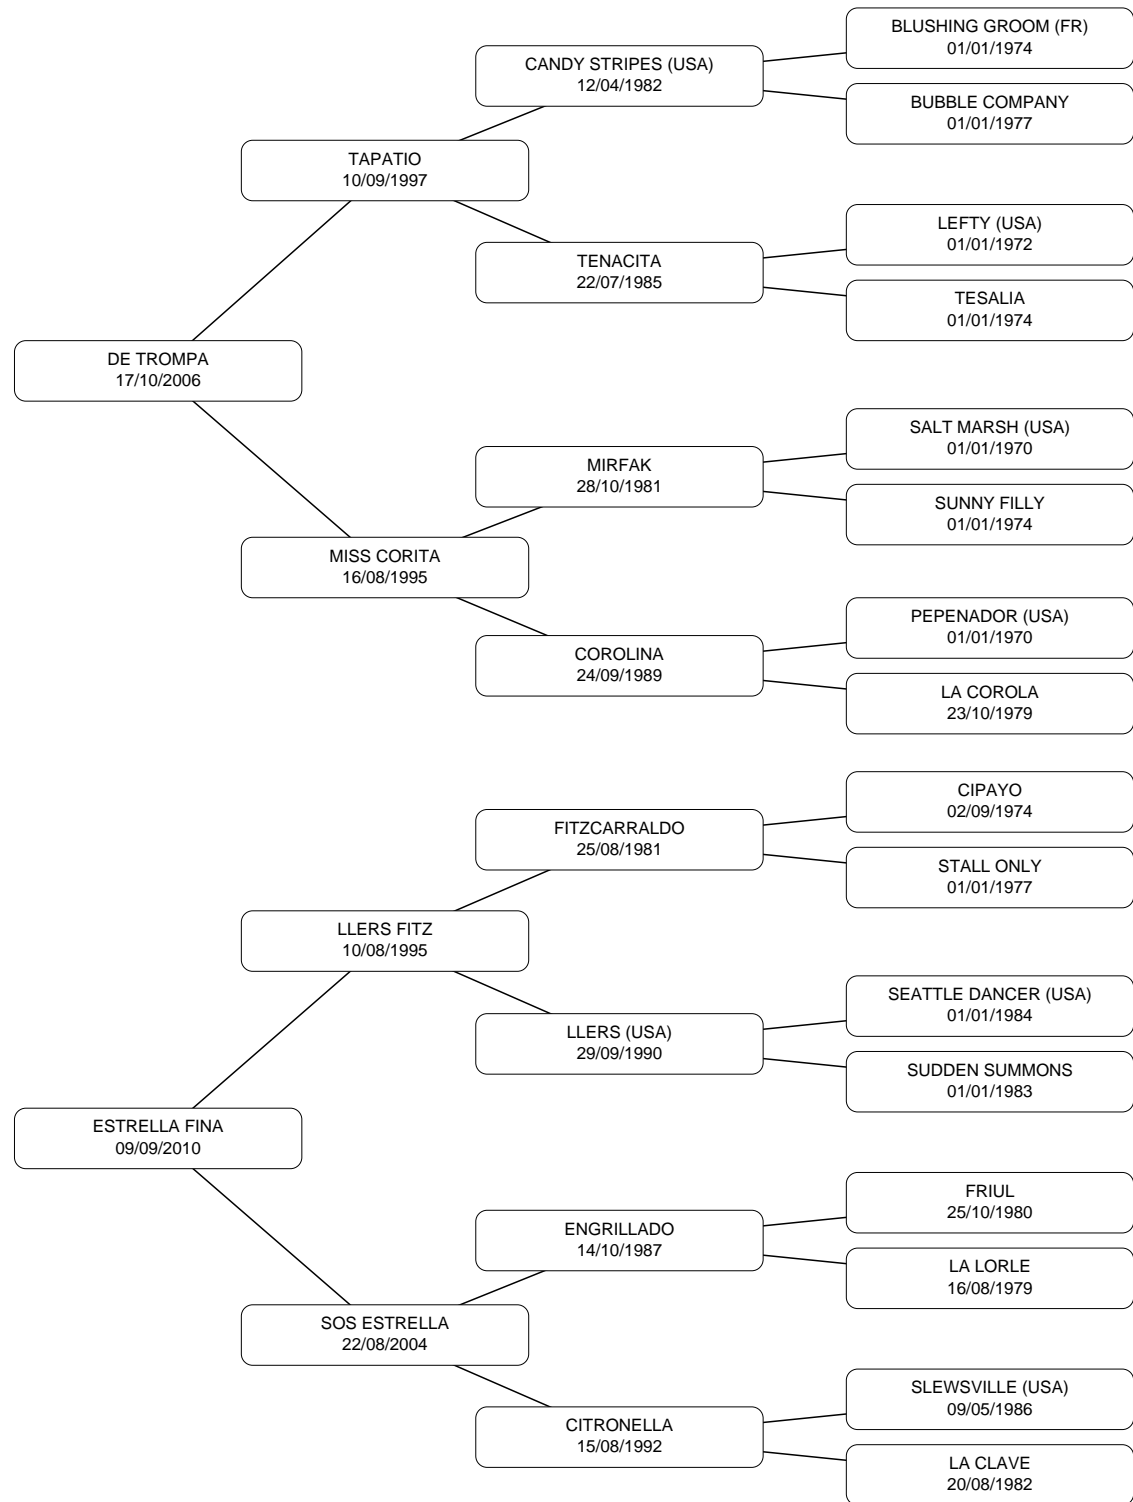 BLUSHING GROOM (FR)
01/01/1974
CANDY STRIPES (USA)
12/04/1982
BUBBLE COMPANY
01/01/1977
TAPATIO
10/09/1997
LEFTY (USA)
01/01/1972
TENACITA
22/07/1985
TESALIA
01/01/1974
DE TROMPA
17/10/2006
SALT MARSH (USA)
01/01/1970
MIRFAK
28/10/1981
SUNNY FILLY
01/01/1974
MISS CORITA
16/08/1995
PEPENADOR (USA)
01/01/1970
COROLINA
24/09/1989
LA COROLA
23/10/1979
CIPAYO
02/09/1974
FITZCARRALDO
25/08/1981
STALL ONLY
01/01/1977
LLERS FITZ
10/08/1995
SEATTLE DANCER (USA)
01/01/1984
LLERS (USA)
29/09/1990
SUDDEN SUMMONS
01/01/1983
ESTRELLA FINA
09/09/2010
FRIUL
25/10/1980
ENGRILLADO
14/10/1987
LA LORLE
16/08/1979
SOS ESTRELLA
22/08/2004
SLEWSVILLE (USA)
09/05/1986
CITRONELLA
15/08/1992
LA CLAVE
20/08/1982